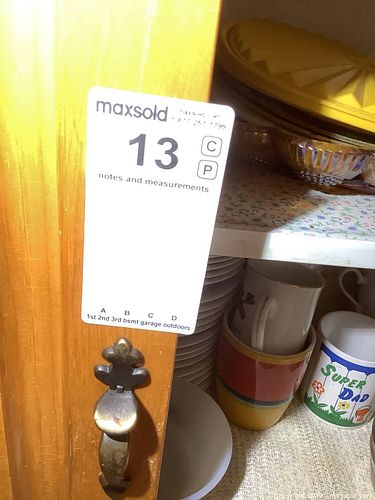 maxsold
13 C
P
notes and measurements
A B C D
1st 2nd 3rd bsmt garage outdoors
SUPER
DAD